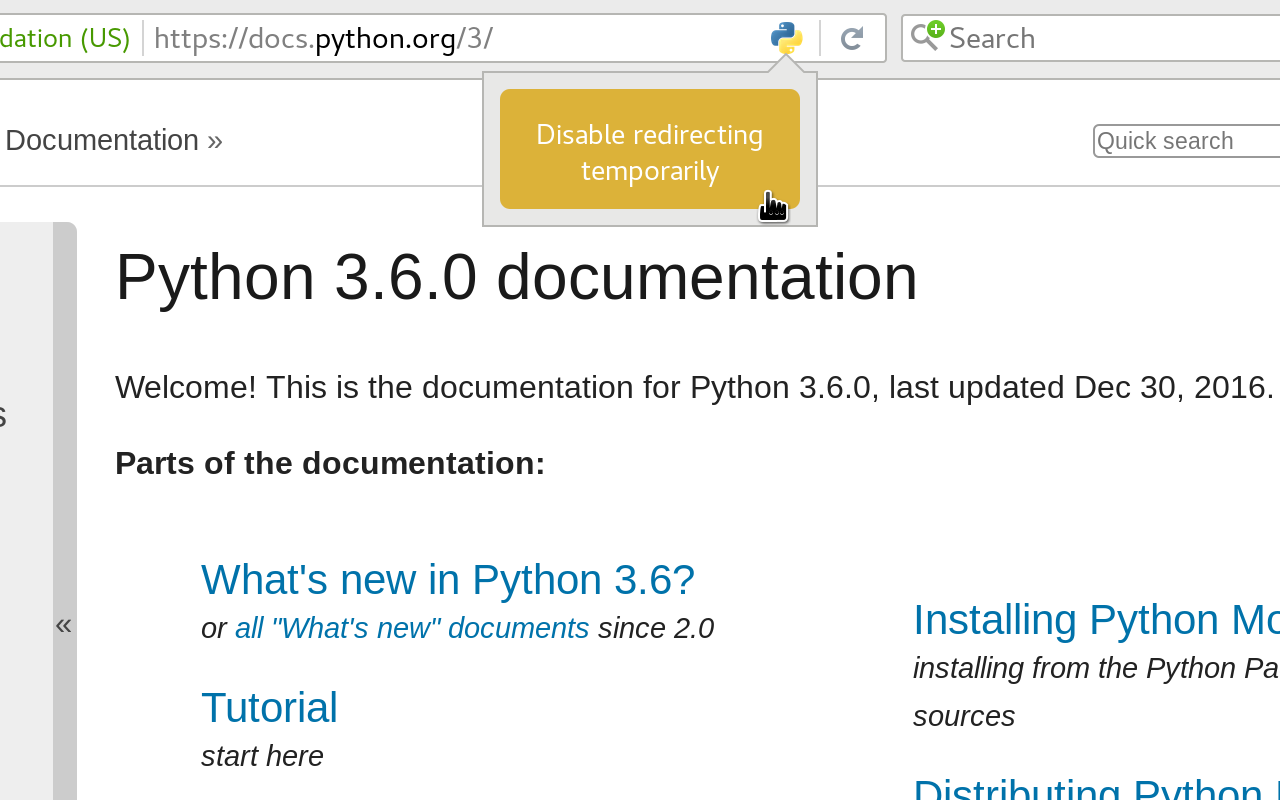 dation (US) https://docs.python.org/3/ Search
Disable redirecting
temporarily
Documentation » Quick search
Python 3.6.0 documentation
Welcome! This is the documentation for Python 3.6.0, last updated Dec 30, 2016.
Parts of the documentation:
What's new in Python 3.6?
or all "What's new" documents since 2.0
Tutorial
start here
Installing Python Mo
installing from the Python Pa
sources
Distributing Python
s
«